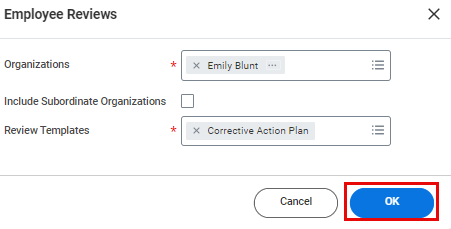 Employee Reviews
Organizations * Emily Blunt
Include Subordinate Organizations
Review Templates * Corrective Action Plan
Cancel OK